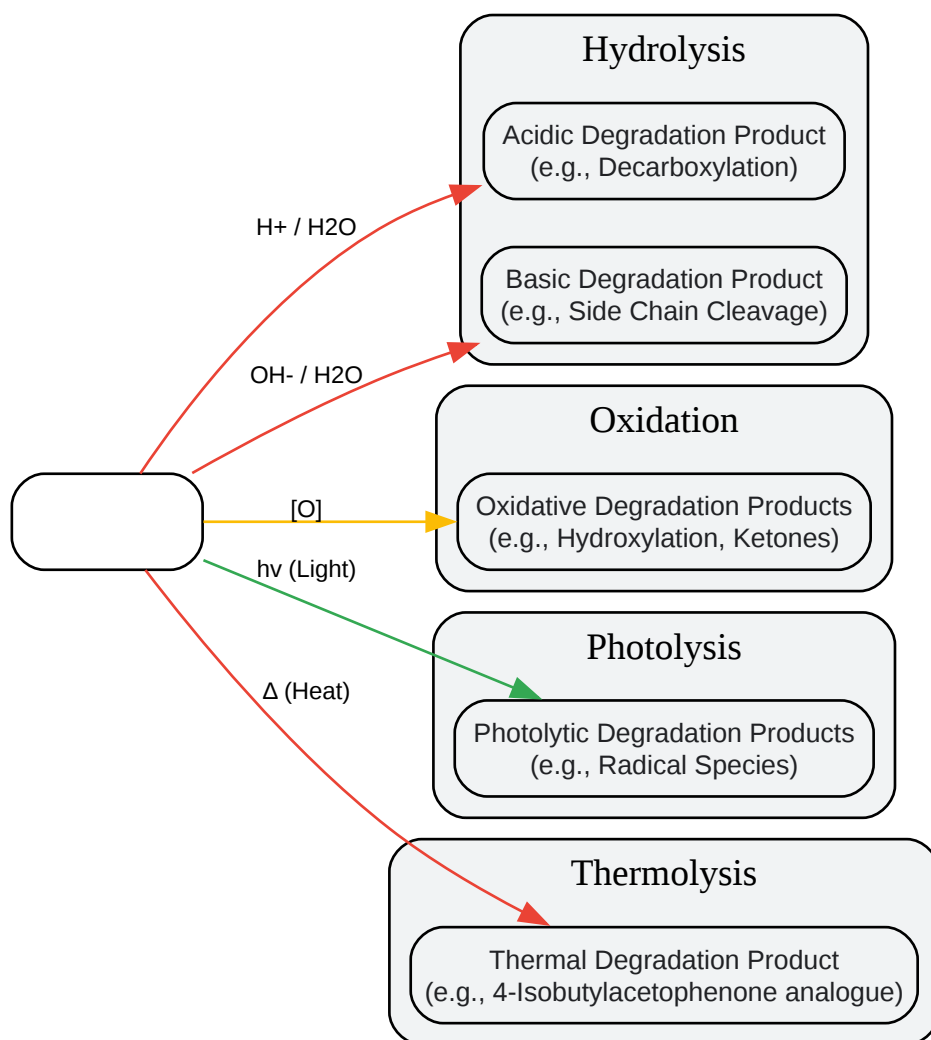 Hydrolysis
Acidic Degradation Product
(e.g., Decarboxylation)
H+ / H2O
Basic Degradation Product
(e.g., Side Chain Cleavage)
OH- / H2O
Oxidation
Oxidative Degradation Products
(e.g., Hydroxylation, Ketones)
[O]
hv (Light)
Photolysis
Photolytic Degradation Products
(e.g., Radical Species)
Δ (Heat)
Thermolysis
Thermal Degradation Product
(e.g., 4-Isobutylacetophenone analogue)